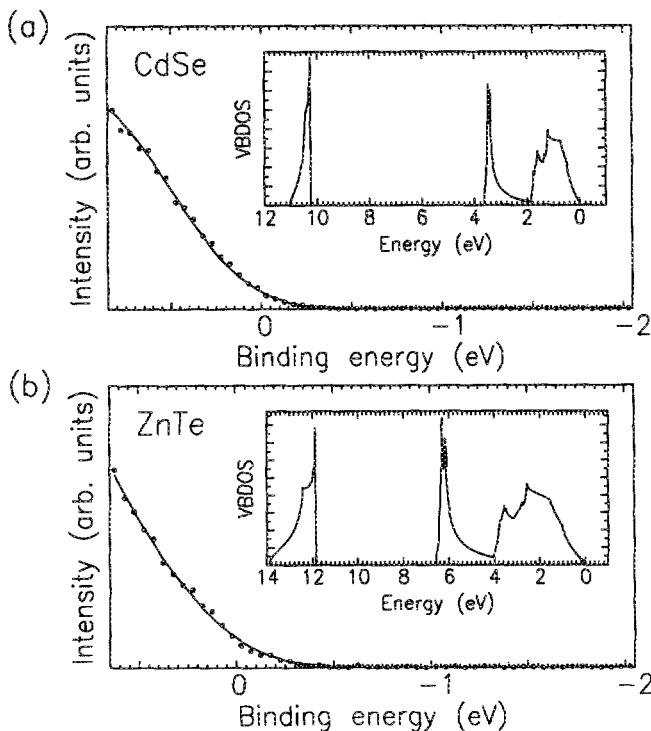 (a)
CdSe
Intensity (arb. units)
VBDOS
12 10 8 6 4 2 0
Energy (eV)
0 -1 -2
Binding energy (eV)
(b)
ZnTe
Intensity (arb. units)
VBDOS
14 12 10 8 6 4 2 0
Energy (eV)
0 -1 -2
Binding energy (eV)